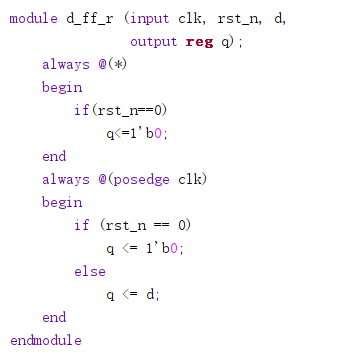 module d_ff_r (input clk, rst_n, d,
output reg q);
always @(*)
begin
if(rst_n==0)
q<=1'b0;
end
always @(posedge clk)
begin
if (rst_n == 0)
q <= 1'b0;
else
q <= d;
end
endmodule